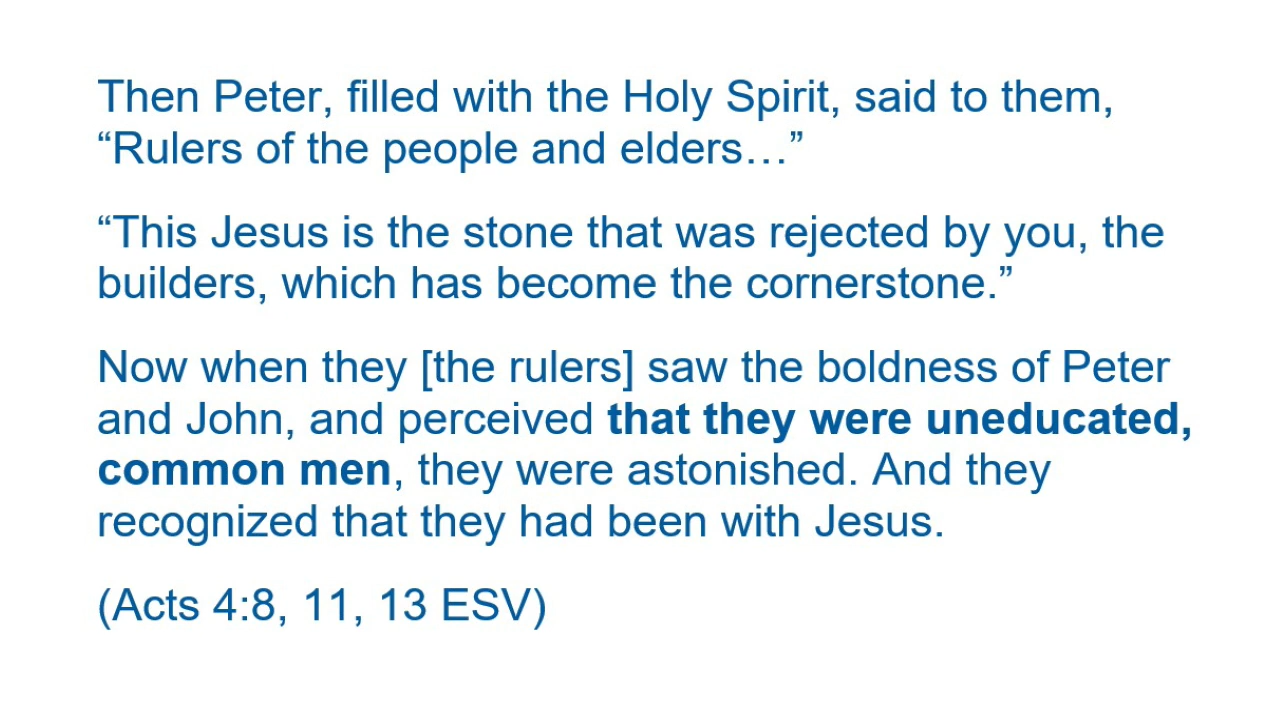 Then Peter, filled with the Holy Spirit, said to them,
“Rulers of the people and elders…”
“This Jesus is the stone that was rejected by you, the
builders, which has become the cornerstone.”
Now when they [the rulers] saw the boldness of Peter
and John, and perceived that they were uneducated,
common men, they were astonished. And they
recognized that they had been with Jesus.
(Acts 4:8, 11, 13 ESV)